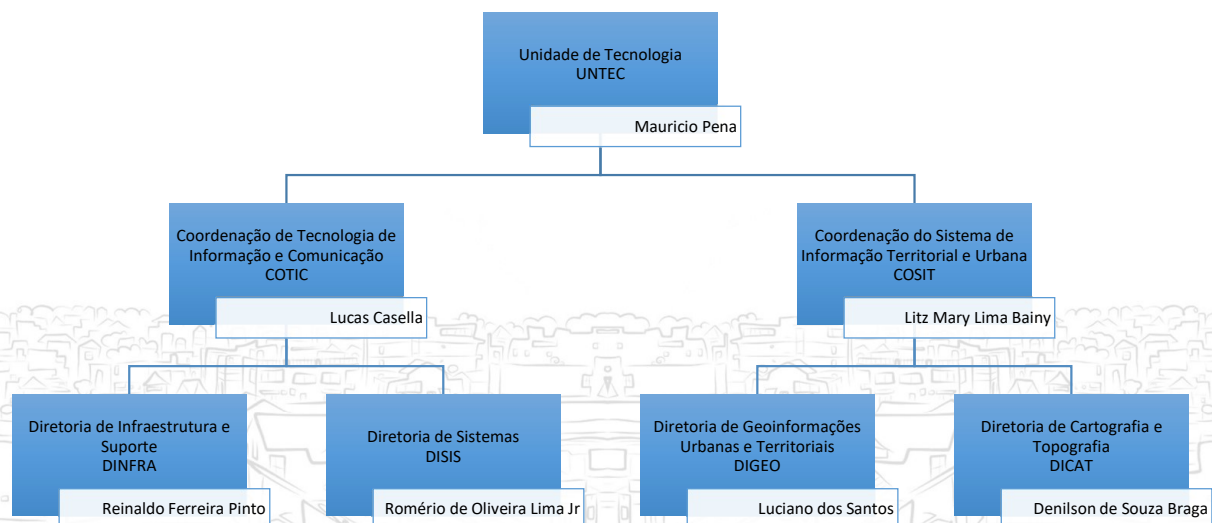 Unidade de Tecnologia
UNTEC
Mauricio Pena
Coordenação de Tecnologia de
Informação e Comunicação
COTIC
Lucas Casella
Coordenação do Sistema de
Informação Territorial e Urbana
COSIT
Litz Mary Lima Bainy
Diretoria de Infraestrutura e
Suporte
DINFRA
Reinaldo Ferreira Pinto
Diretoria de Sistemas
DISIS
Romério de Oliveira Lima Jr
Diretoria de Geoinformações
Urbanas e Territoriais
DIGEO
Luciano dos Santos
Diretoria de Cartografia e
Topografia
DICAT
Denilson de Souza Braga